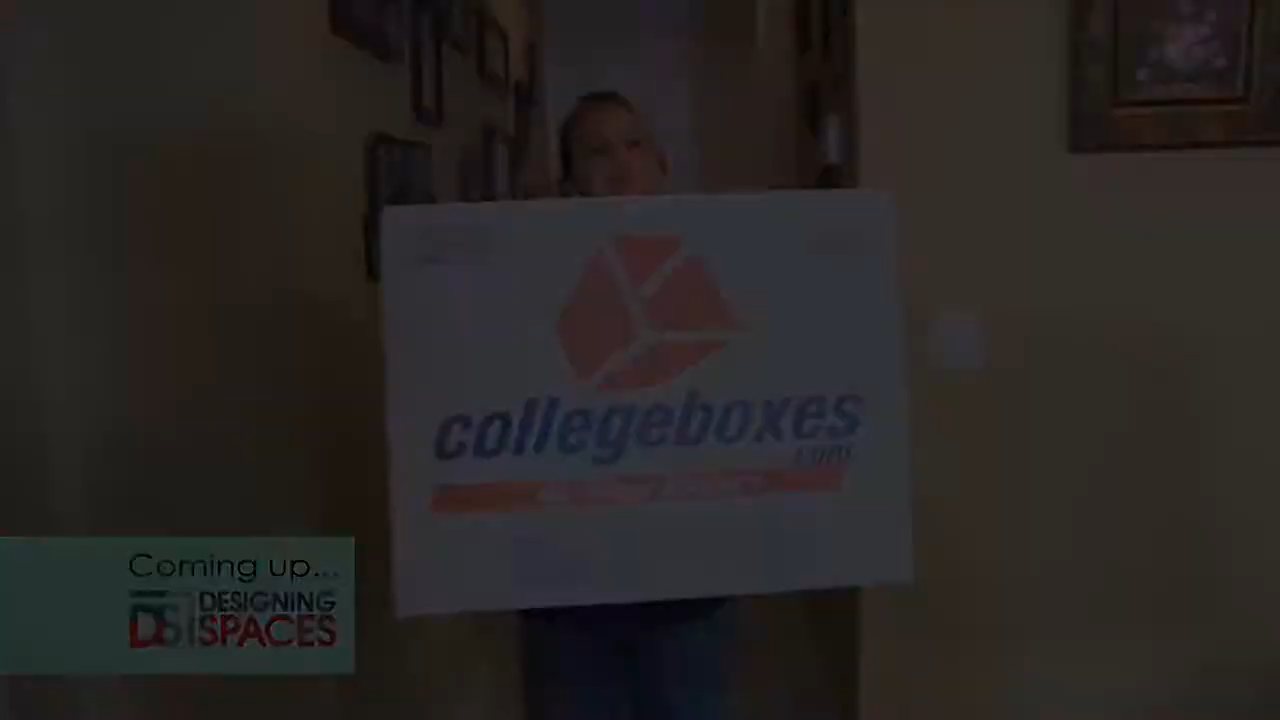 collegeboxes
.com
Coming up...
DS DESIGNING
SPACES